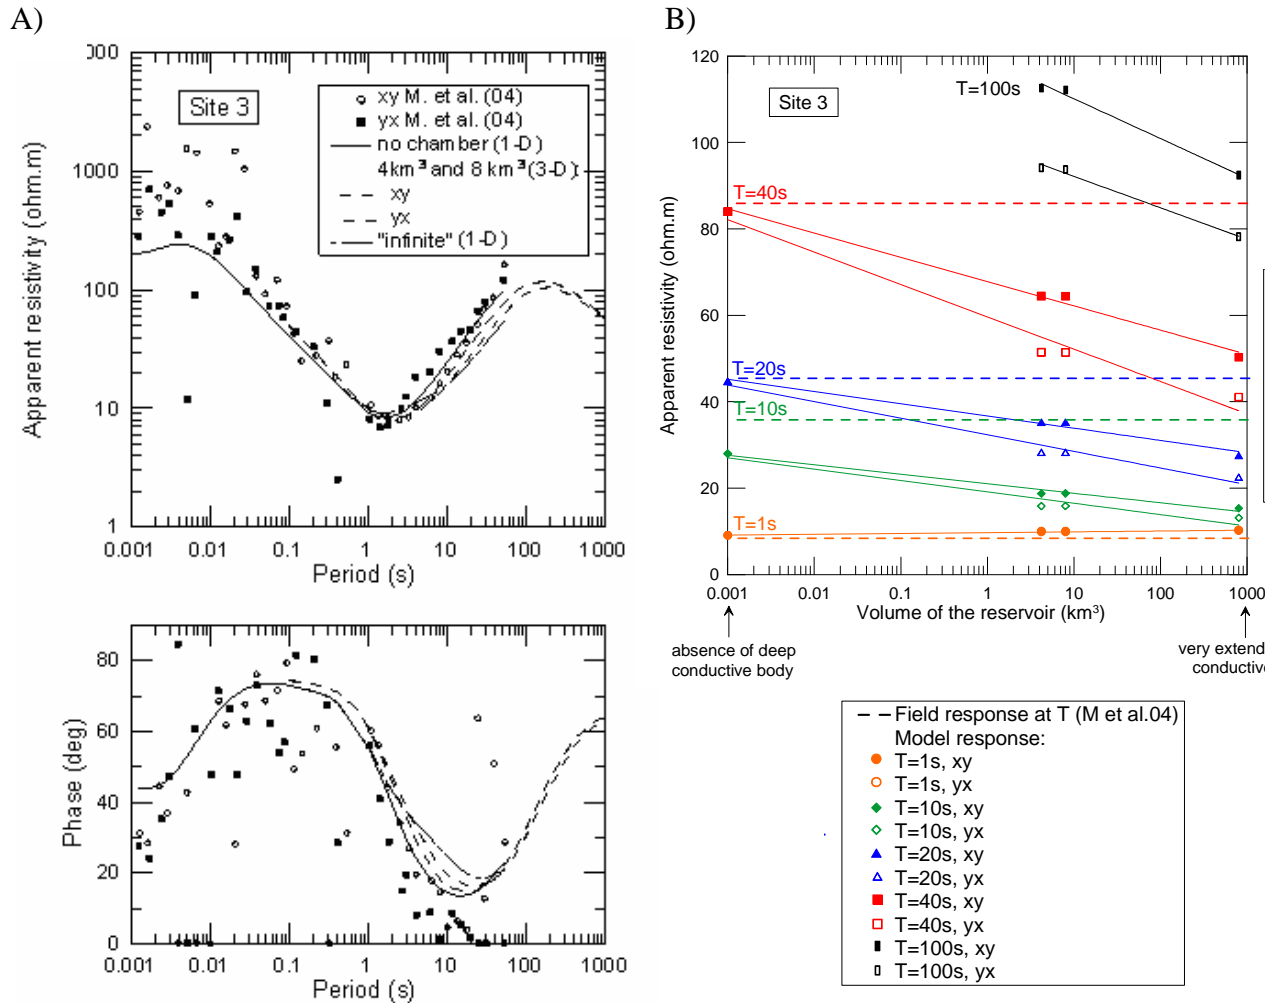 A)
000
1000
100
10
1
Apparent resistivity (ohm.m)
Site 3
xy M. et al. (04)
yx M. et al. (04)
no chamber (1-D)
4km³ and 8 km³ (3-D):
xy
yx
"infinite" (1-D)
0.001 0.01 0.1 1 10 100 1000
Period (s)
80
60
40
20
0
Phase (deg)
0.001 0.01 0.1 1 10 100 1000
Period (s)
B)
120
100
80
60
40
20
0
Apparent resistivity (ohm.m)
Site 3
T=100s
T=40s
T=20s
T=10s
T=1s
0.001 0.01 0.1 1 10 100 1000
Volume of the reservoir (km³)
absence of deep
conductive body
very extend
conductive
Field response at T (M et al.04)
Model response:
T=1s, xy
T=1s, yx
T=10s, xy
T=10s, yx
T=20s, xy
T=20s, yx
T=40s, xy
T=40s, yx
T=100s, xy
T=100s, yx